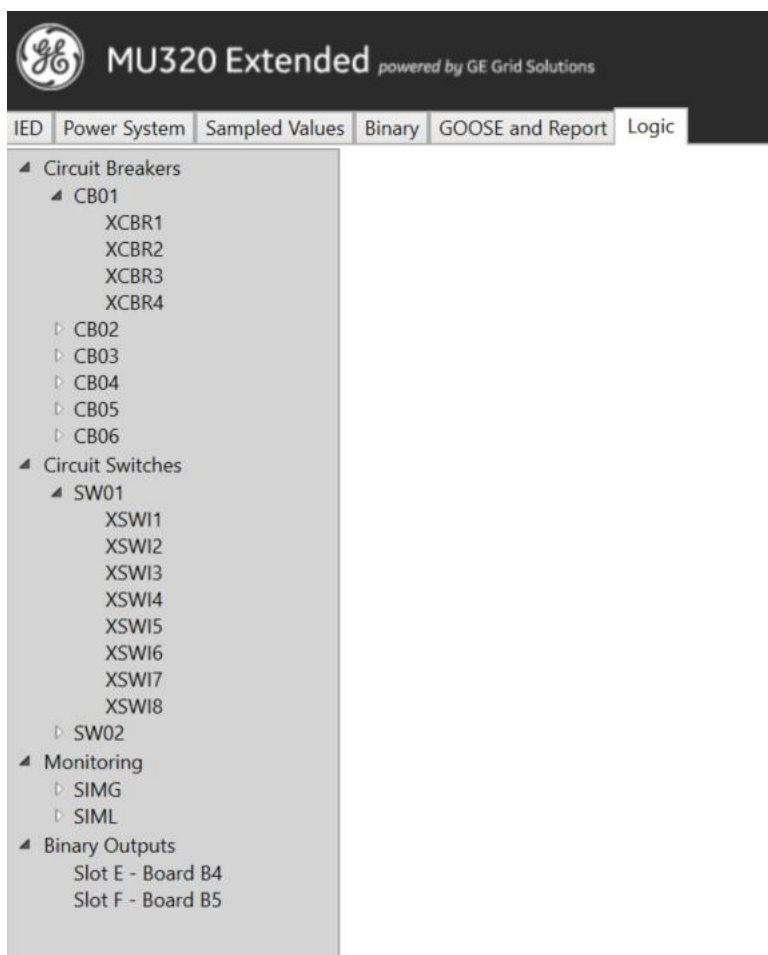 GE MU320 Extended powered by GE Grid Solutions
IED Power System Sampled Values Binary GOOSE and Report Logic
Circuit Breakers
CB01
XCBR1
XCBR2
XCBR3
XCBR4
CB02
CB03
CB04
CB05
CB06
Circuit Switches
SW01
XSWI1
XSWI2
XSWI3
XSWI4
XSWI5
XSWI6
XSWI7
XSWI8
SW02
Monitoring
SIMG
SIML
Binary Outputs
Slot E - Board B4
Slot F - Board B5